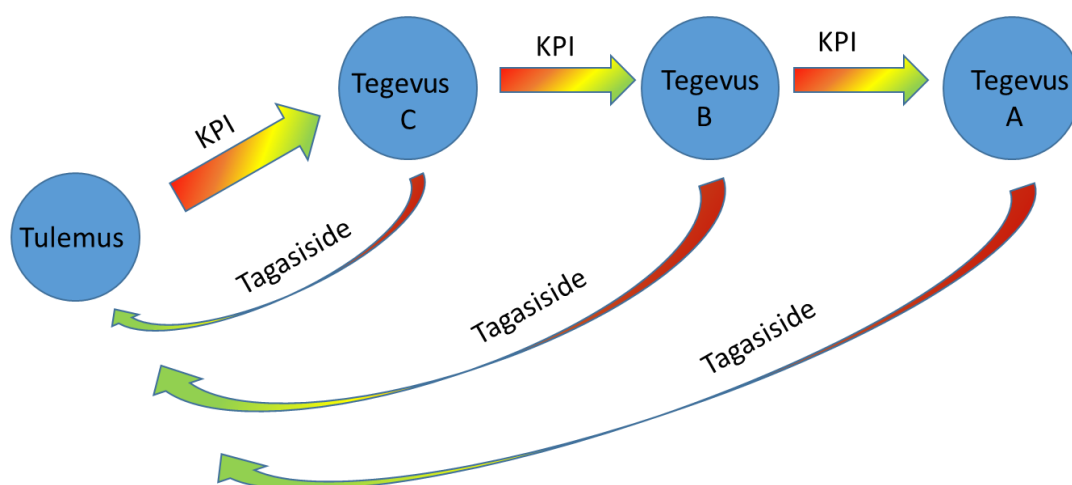 KPI
KPI
KPI
Tegevus
C
Tegevus
B
Tegevus
A
Tulemus
Tagasiside
Tagasiside
Tagasiside